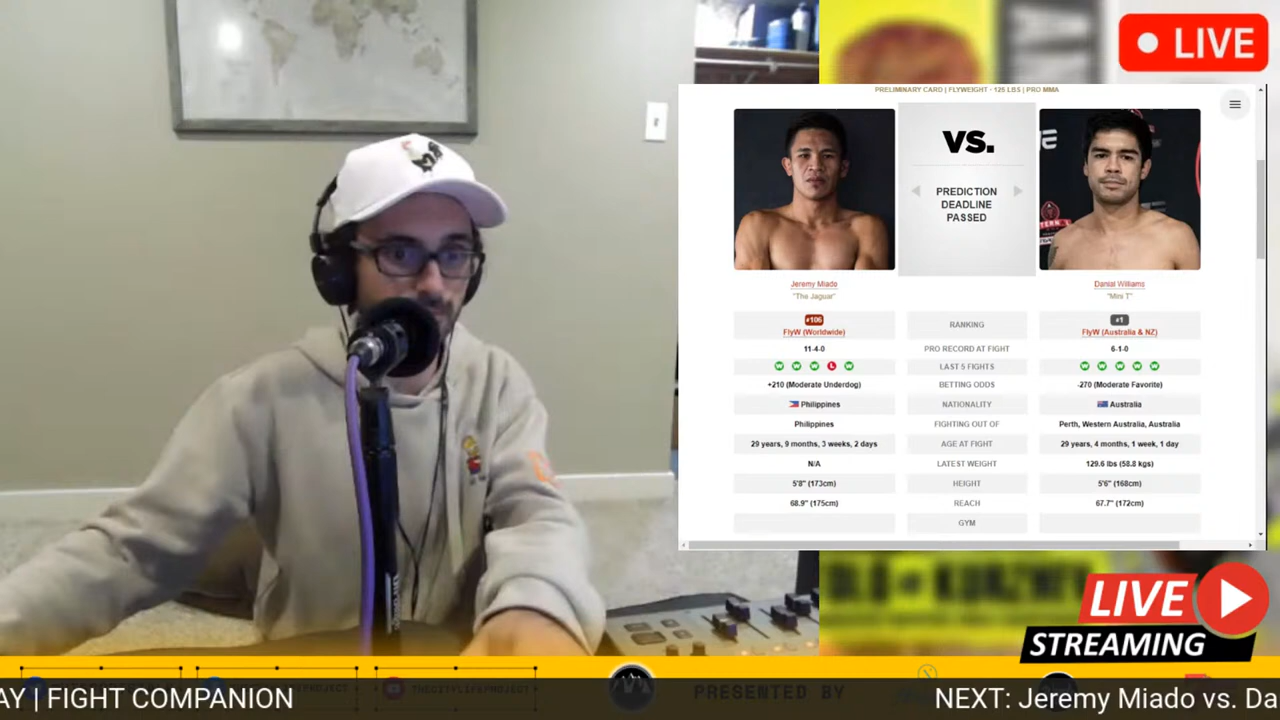 LIVE
PRELIMINARY CARD | FLYWEIGHT · 125 LBS | PRO MMA
VS.
PREDICTION
DEADLINE
PASSED
Jeremy Miado
Danial Williams
"The Jaguar"
"Mini T"
#106
RANKING
#1
FlyW (Worldwide)
FlyW (Australia & NZ)
11-4-0
PRO RECORD AT FIGHT
6-1-0
W W W L W
LAST 5 FIGHTS
W W W W W
+210 (Moderate Underdog)
BETTING ODDS
-270 (Moderate Favorite)
Philippines
NATIONALITY
Australia
Philippines
FIGHTING OUT OF
Perth, Western Australia, Australia
29 years, 9 months, 3 weeks, 2 days
AGE AT FIGHT
29 years, 4 months, 1 week, 1 day
N/A
LATEST WEIGHT
129.6 lbs (58.8 kgs)
5'8" (173cm)
HEIGHT
5'6" (168cm)
68.9" (175cm)
REACH
67.7" (172cm)
GYM
LIVE
STREAMING
THECITYLIFEPROJECT
PRESENTED BY
AY | FIGHT COMPANION
NEXT: Jeremy Miado vs. Da